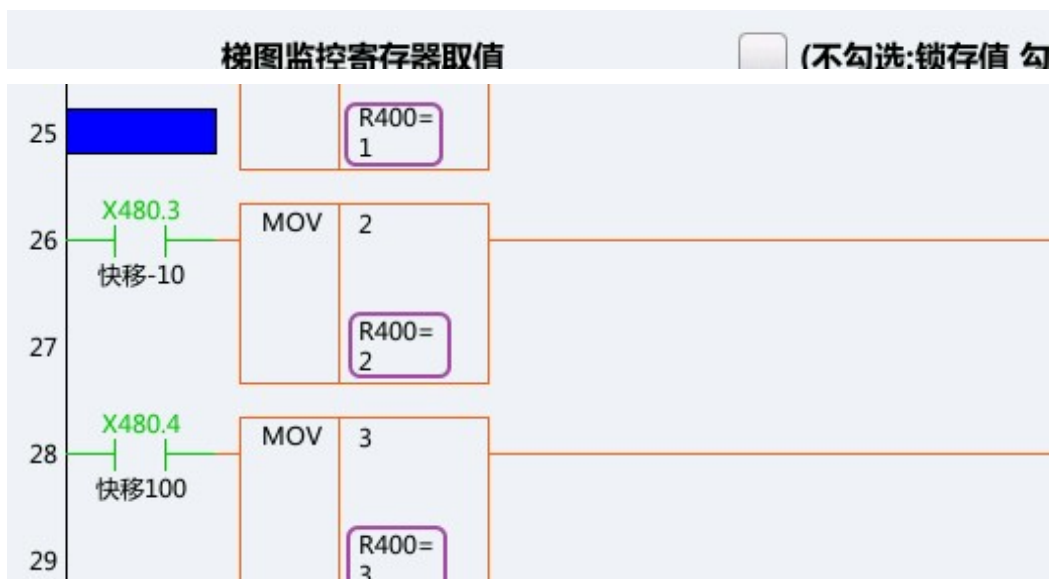 梯图监控寄存器取值
(不勾选:锁存值 勾
25
R400=
1
X480.3
MOV 2
26
快移-10
R400=
27
2
X480.4
MOV 3
28
快移100
R400=
29
3